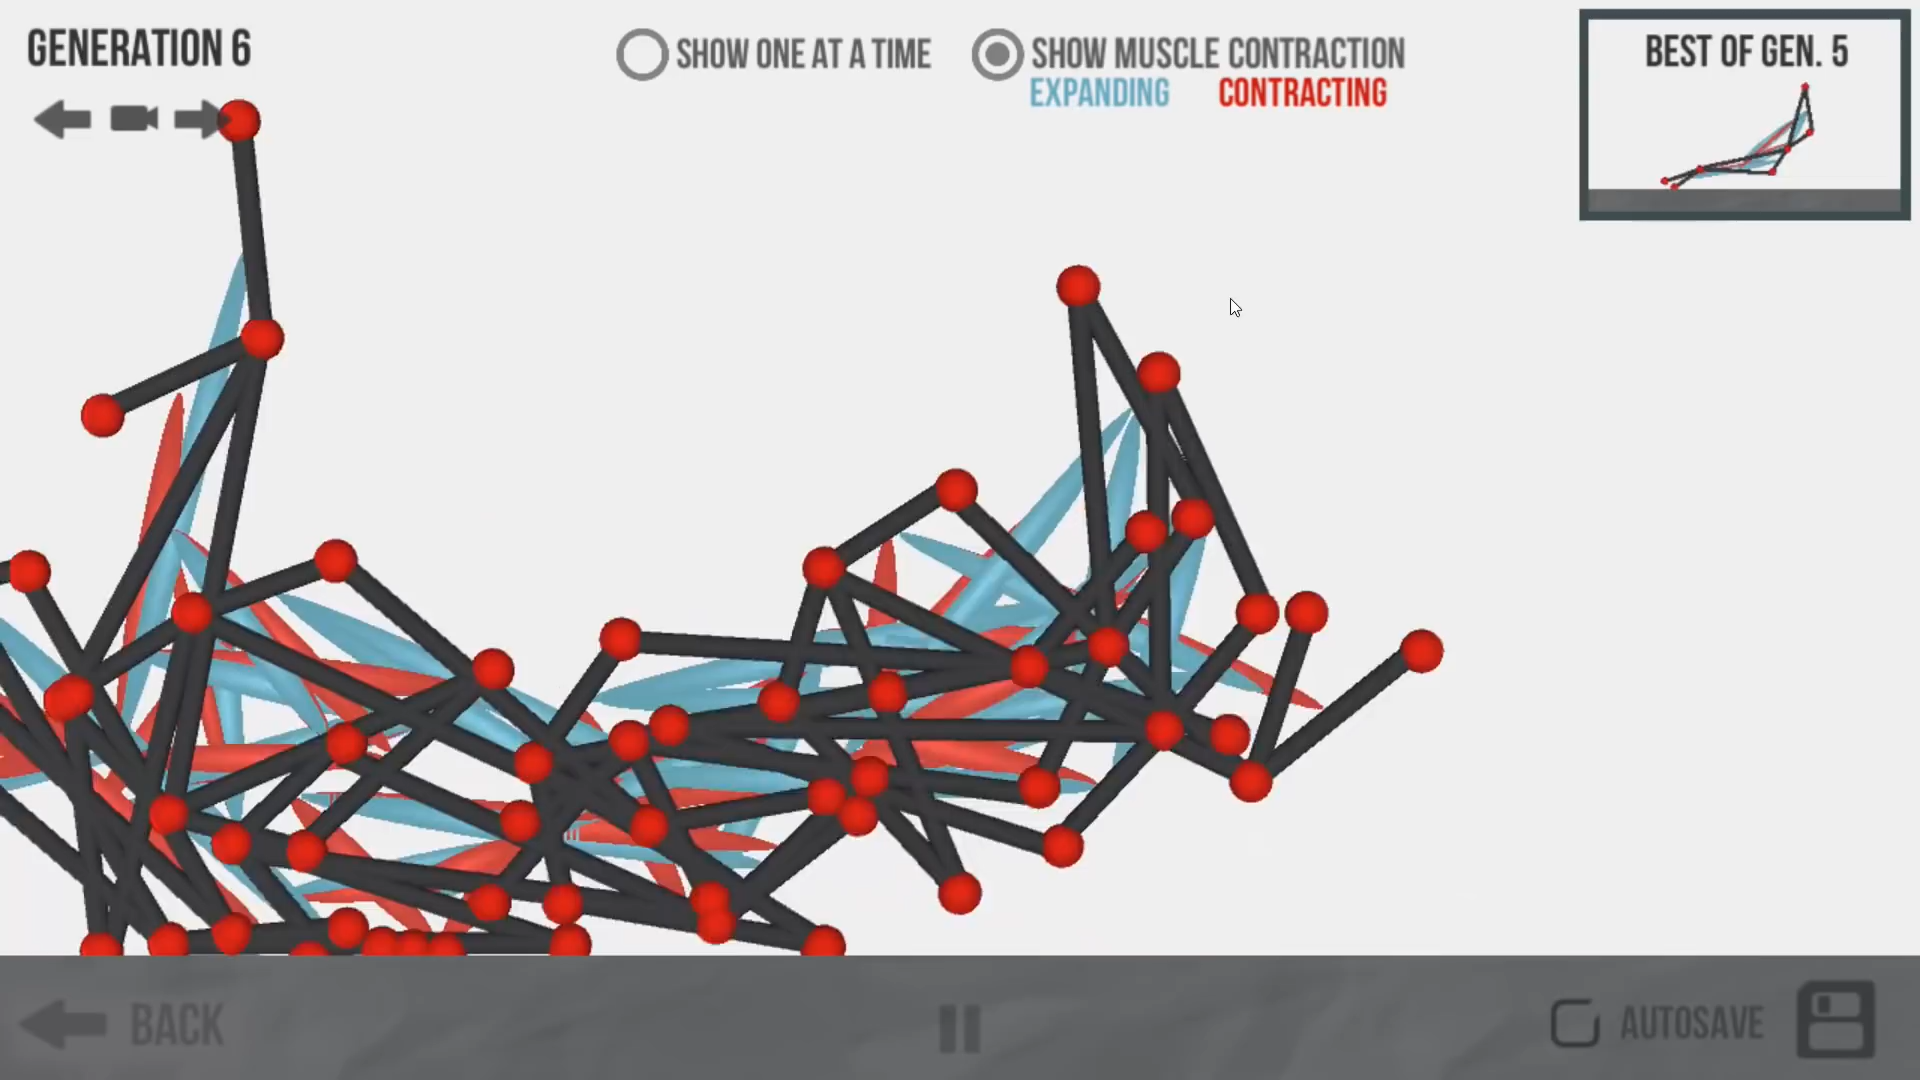 GENERATION 6
SHOW ONE AT A TIME
SHOW MUSCLE CONTRACTION
EXPANDING CONTRACTING
BEST OF GEN. 5
BACK
AUTOSAVE